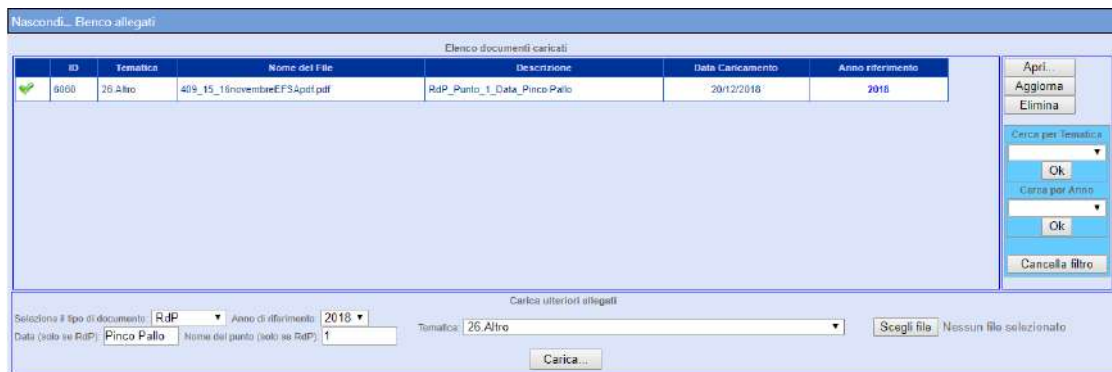 Nascondi... Elenco allegati
Elenco documenti caricati
ID Tematica Nome del File Descrizione Data Caricamento Anno riferimento
6060 26.Altro 409_15_16novembreEFSApdf.pdf RdP_Punto_1_Data_Pinco Pallo 20/12/2018 2018
Apri...
Aggiorna
Elimina
Cerca per Tematica
Ok
Cerca per Anno
Ok
Cancella filtro
Carica ulteriori allegati
Seleziona il tipo di documento: RdP Anno di riferimento: 2018
Data (solo se RdP): Pinco Pallo Nome del punto (solo se RdP): 1
Tematica: 26.Altro
Scegli file Nessun file selezionato
Carica...